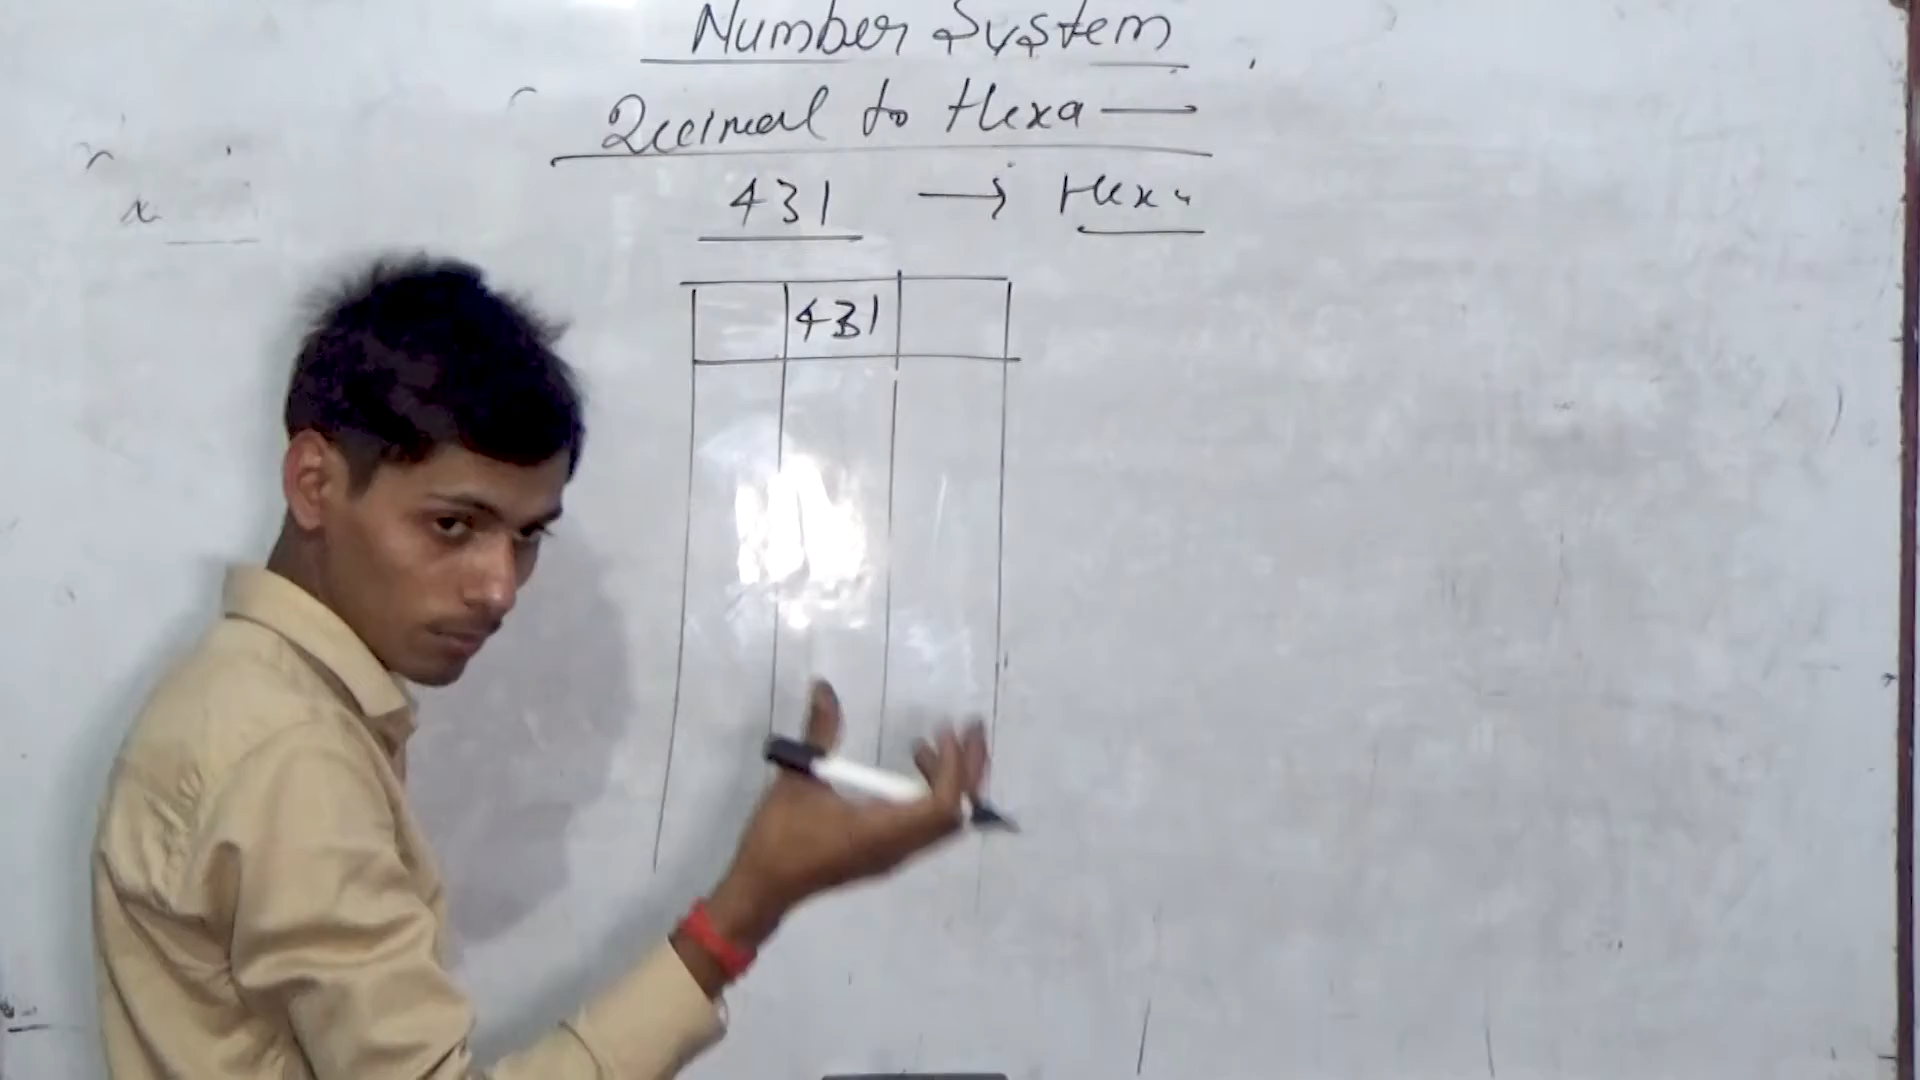 Number System
Decimal to Hexa
431 → Hexa
431